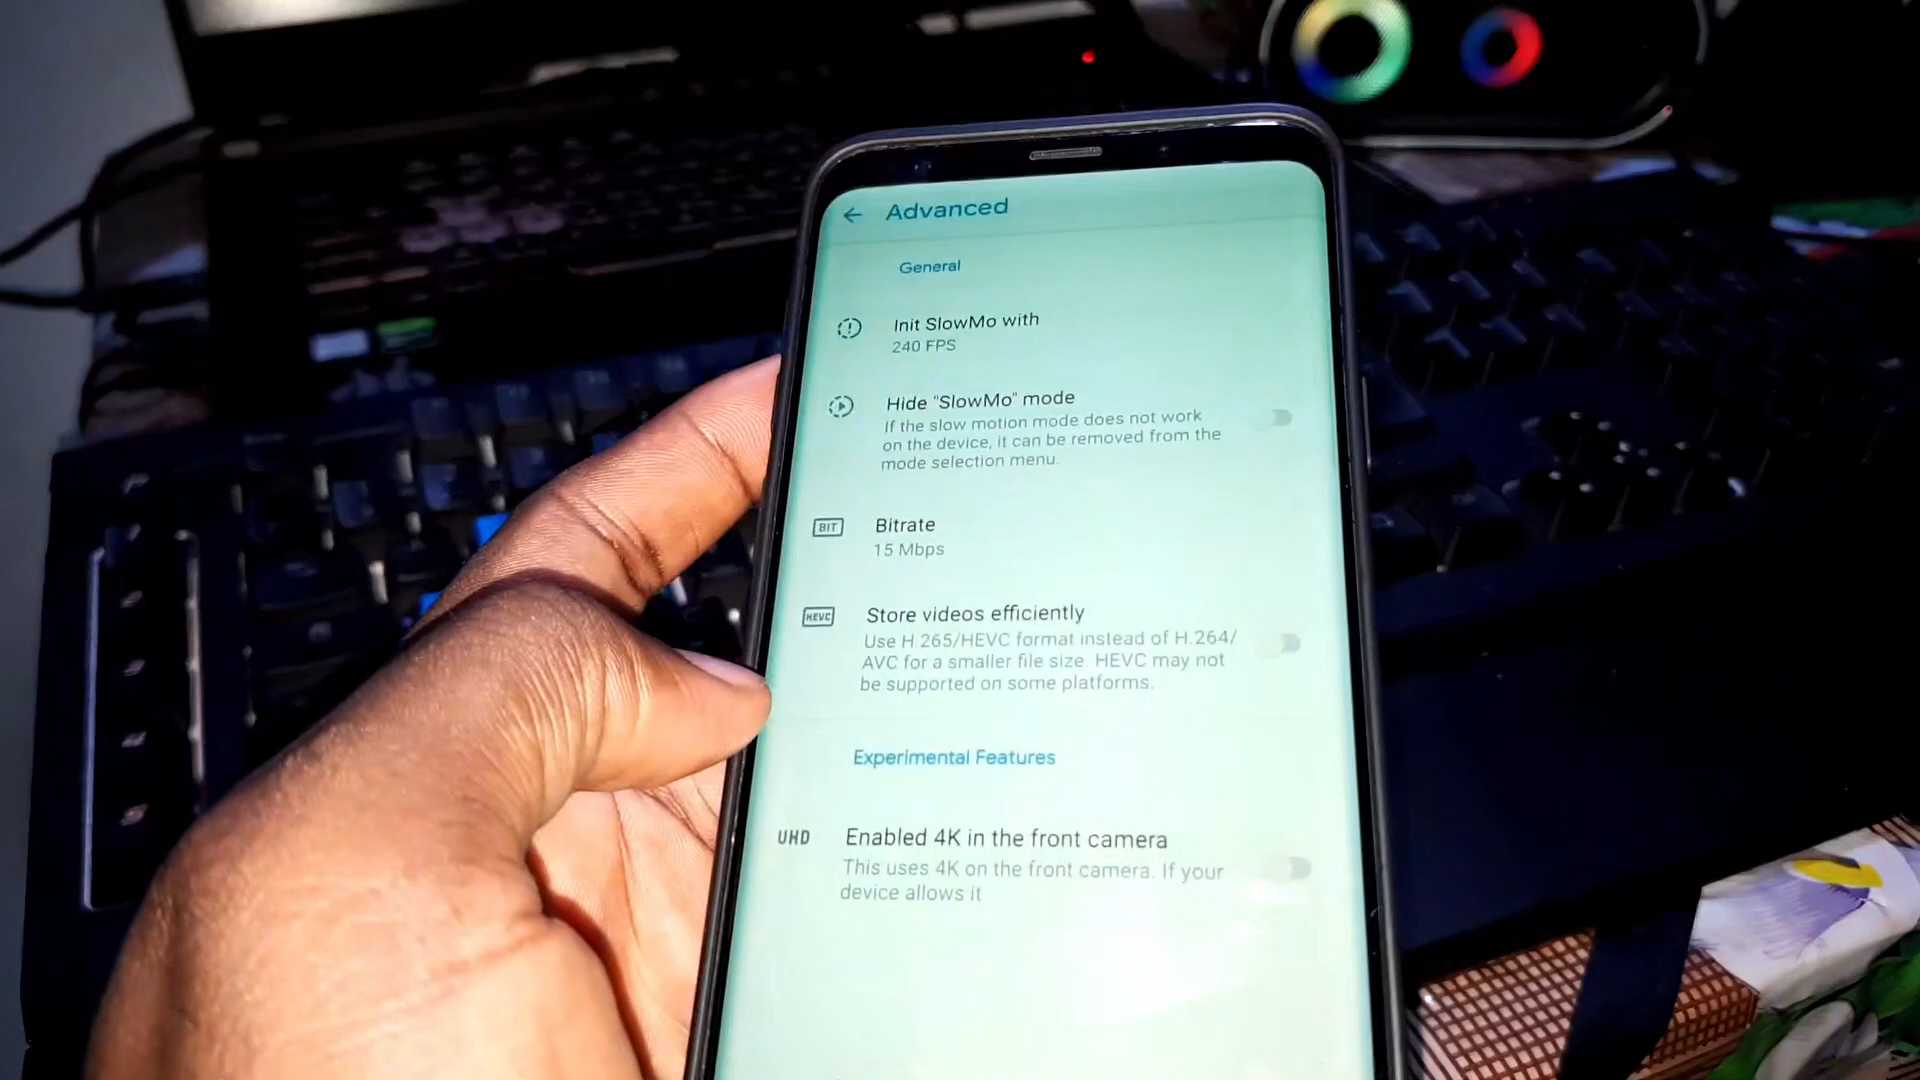 Advanced
General
Init SlowMo with
240 FPS
Hide "SlowMo" mode
If the slow motion mode does not work
on the device, it can be removed from the
mode selection menu.
BIT
Bitrate
15 Mbps
HEVC
Store videos efficiently
Use H.265/HEVC format instead of H.264/
AVC for a smaller file size. HEVC may not
be supported on some platforms.
Experimental Features
UHD
Enabled 4K in the front camera
This uses 4K on the front camera. If your
device allows it